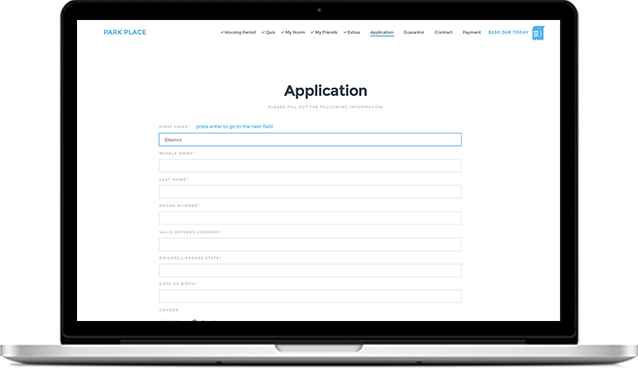 PARK PLACE
✓Housing Period ✓Quiz ✓My Room ✓My Friends ✓Extras Application Guarantor Contract Payment $200 DUE TODAY
Application
PLEASE FILL OUT THE FOLLOWING INFORMATION
FIRST NAME* press enter to go to the next field
Eleanor
MIDDLE NAME*
LAST NAME*
PHONE NUMBER*
VALID DRIVERS LISCENCE*
DRIVERS LISCENSE STATE*
DATE OF BIRTH*
GENDER